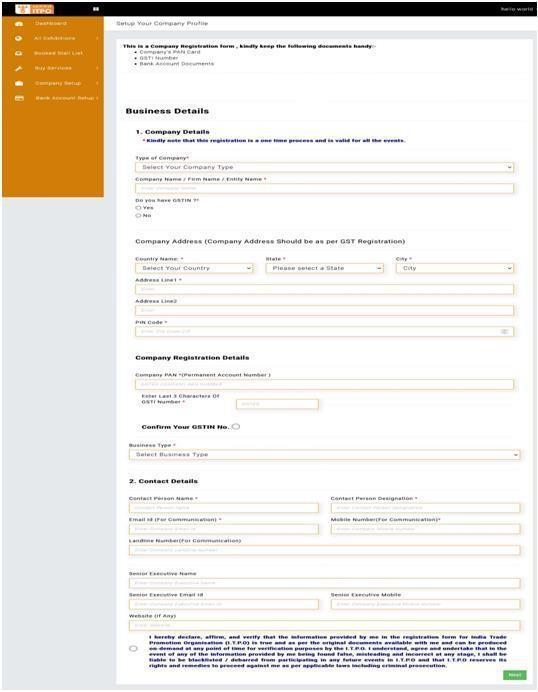 ITPO
hello world
Dashboard
All Exhibitions
Booked Stall List
Buy Services
Company Setup
Bank Account Setup
Setup Your Company Profile
This is a Company Registration form , kindly keep the following documents handy:-
Company's PAN Card
GSTI Number
Bank Account Documents
Business Details
1. Company Details
* Kindly note that this registration is a one time process and is valid for all the events.
Type of Company*
Select Your Company Type
Company Name / Firm Name / Entity Name *
Enter Company Name
Do you have GSTIN ?*
Yes
No
Company Address (Company Address Should be as per GST Registration)
Country Name: * State * City *
Select Your Country Please select a State City
Address Line1 *
Enter
Address Line2
Enter
PIN Code *
Company Registration Details
Company PAN *(Permanent Account Number )
Enter Last 3 Characters Of
GSTI Number *
ENTER
Confirm Your GSTIN No.
Business Type *
Select Business Type
2. Contact Details
Contact Person Name * Contact Person Designation *
Contact Person Name Enter Contact Person Designation
Email Id (For Communication) * Mobile Number(For Communication)*
Enter Company Email Id Enter Company Mobile Number
Landline Number(For Communication)
Enter Company Landline Number
Senior Executive Name
Enter Company Executive Name
Senior Executive Email Id Senior Executive Mobile
Enter Company Executive Email Id Enter Company Executive Mobile Number
Website (If Any)
I hereby declare, affirm, and verify that the information provided by me in the registration form for India Trade
Promotion Organisation (I.T.P.O) is true and as per the original documents available with me and can be produced
on-demand at any point of time for verification purposes by the I.T.P.O. I understand, agree and undertake that in the
event of any of the information provided by me being found false, misleading and incorrect at any stage, I shall be
liable to be blacklisted / debarred from participating in any future events in I.T.P.O and that I.T.P.O reserves its
rights and remedies to proceed against me as per applicable laws including criminal prosecution.
Next